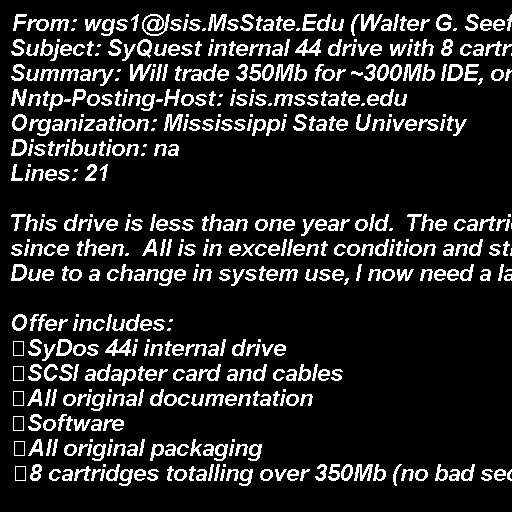 From: wgs1@Isis.MsState.Edu (Walter G. Seef
Subject: SyQuest internal 44 drive with 8 cartr
Summary: Will trade 350Mb for ~300Mb IDE, or
Nntp-Posting-Host: isis.msstate.edu
Organization: Mississippi State University
Distribution: na
Lines: 21

This drive is less than one year old.  The cartri
since then.  All is in excellent condition and st
Due to a change in system use, I now need a la

Offer includes:
□SyDos 44i internal drive
□SCSI adapter card and cables
□All original documentation
□Software
□All original packaging
□8 cartridges totalling over 350Mb (no bad sec